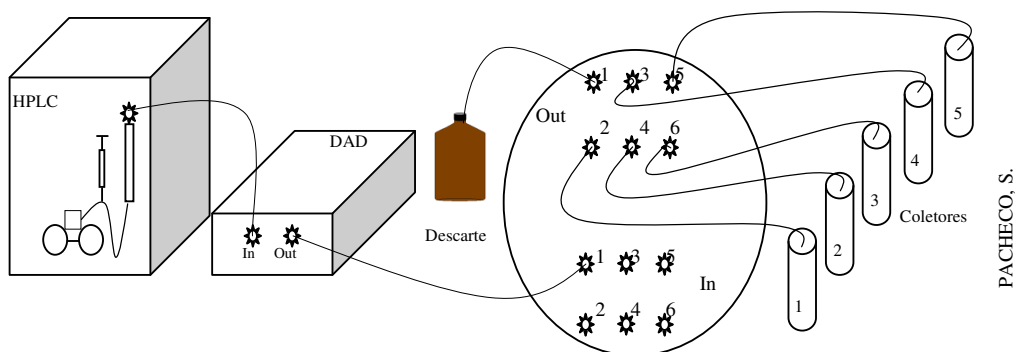 HPLC
DAD
In
Out
Descarte
Out
1 3 5
2 4 6
1 3 5
In
2 4 6
1
2
3
4
5
Coletores
PACHECO, S.